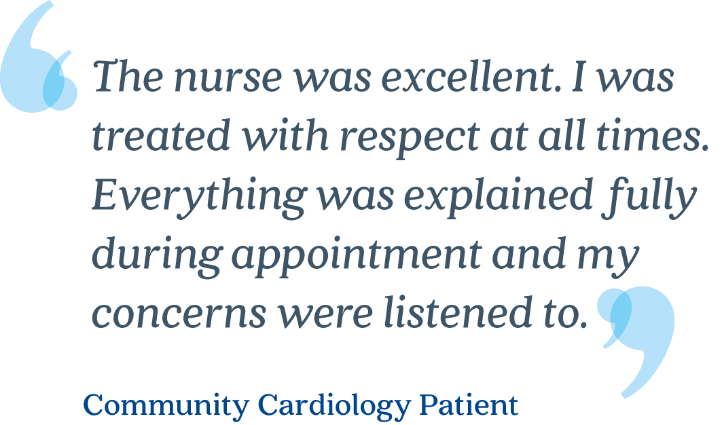 The nurse was excellent. I was
treated with respect at all times.
Everything was explained fully
during appointment and my
concerns were listened to.
Community Cardiology Patient